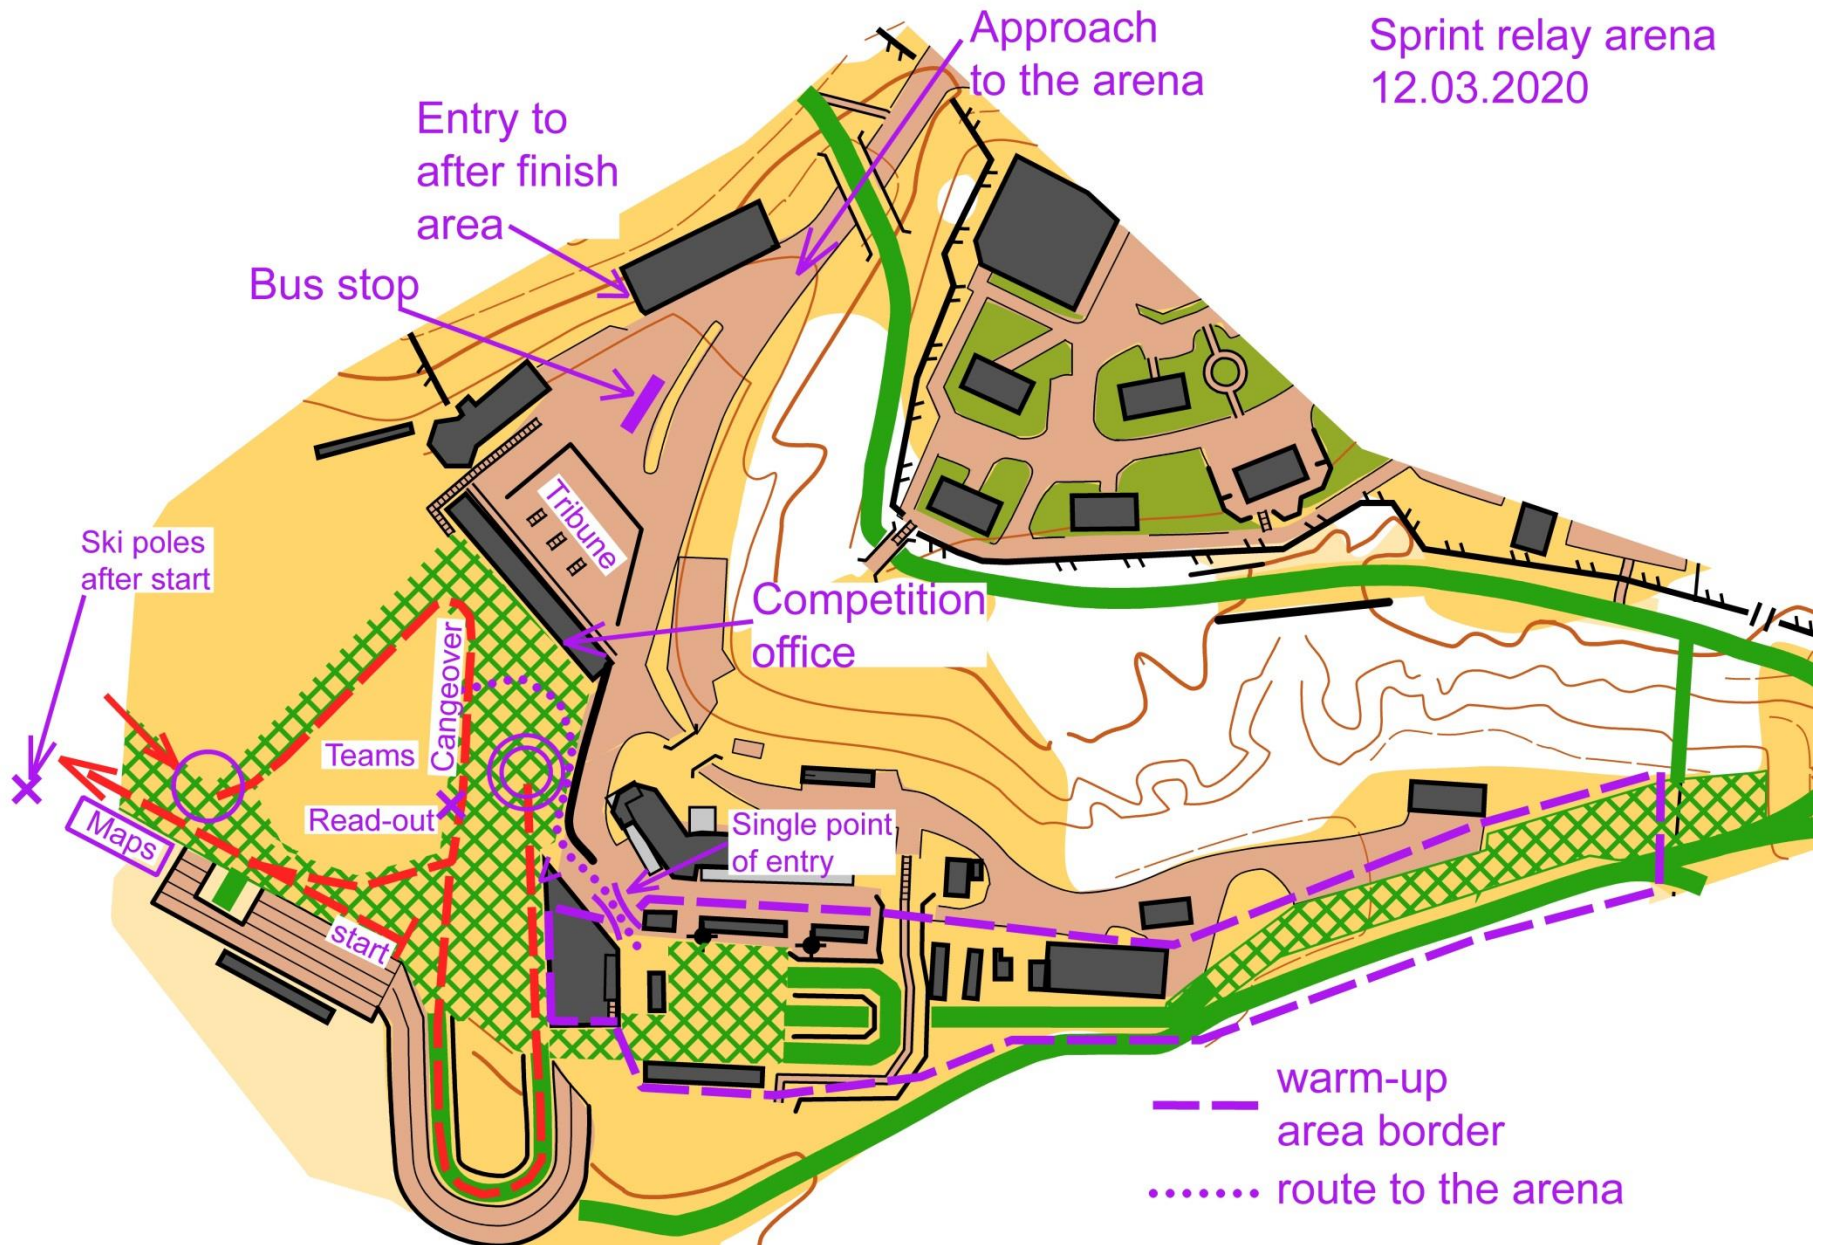 Approach
to the arena
Sprint relay arena
12.03.2020
Entry to
after finish
area
Bus stop
Tribune
Ski poles
after start
Competition
office
Cangeover
Teams
Read-out
Maps
Single point
of entry
start
warm-up
area border
route to the arena